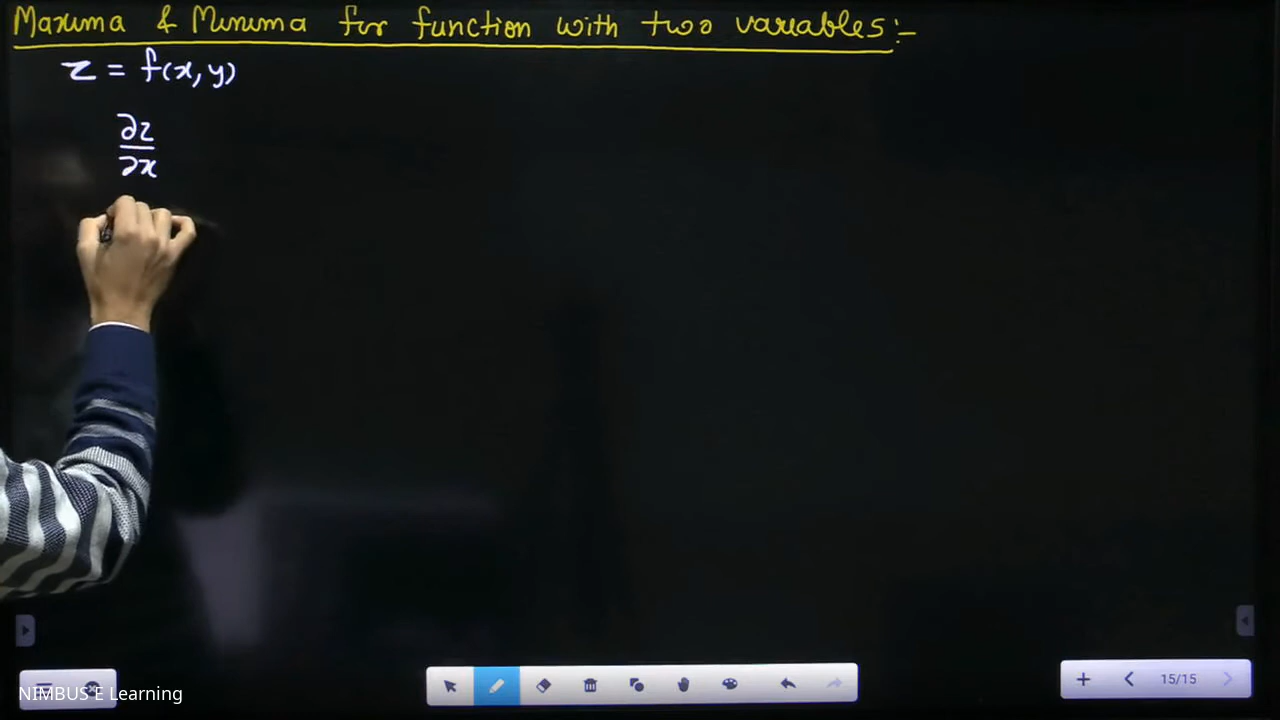 Maxima & Minima for function with two variables:-
z = f(x, y)
∂z
∂x
15/15
NIMBUS E Learning